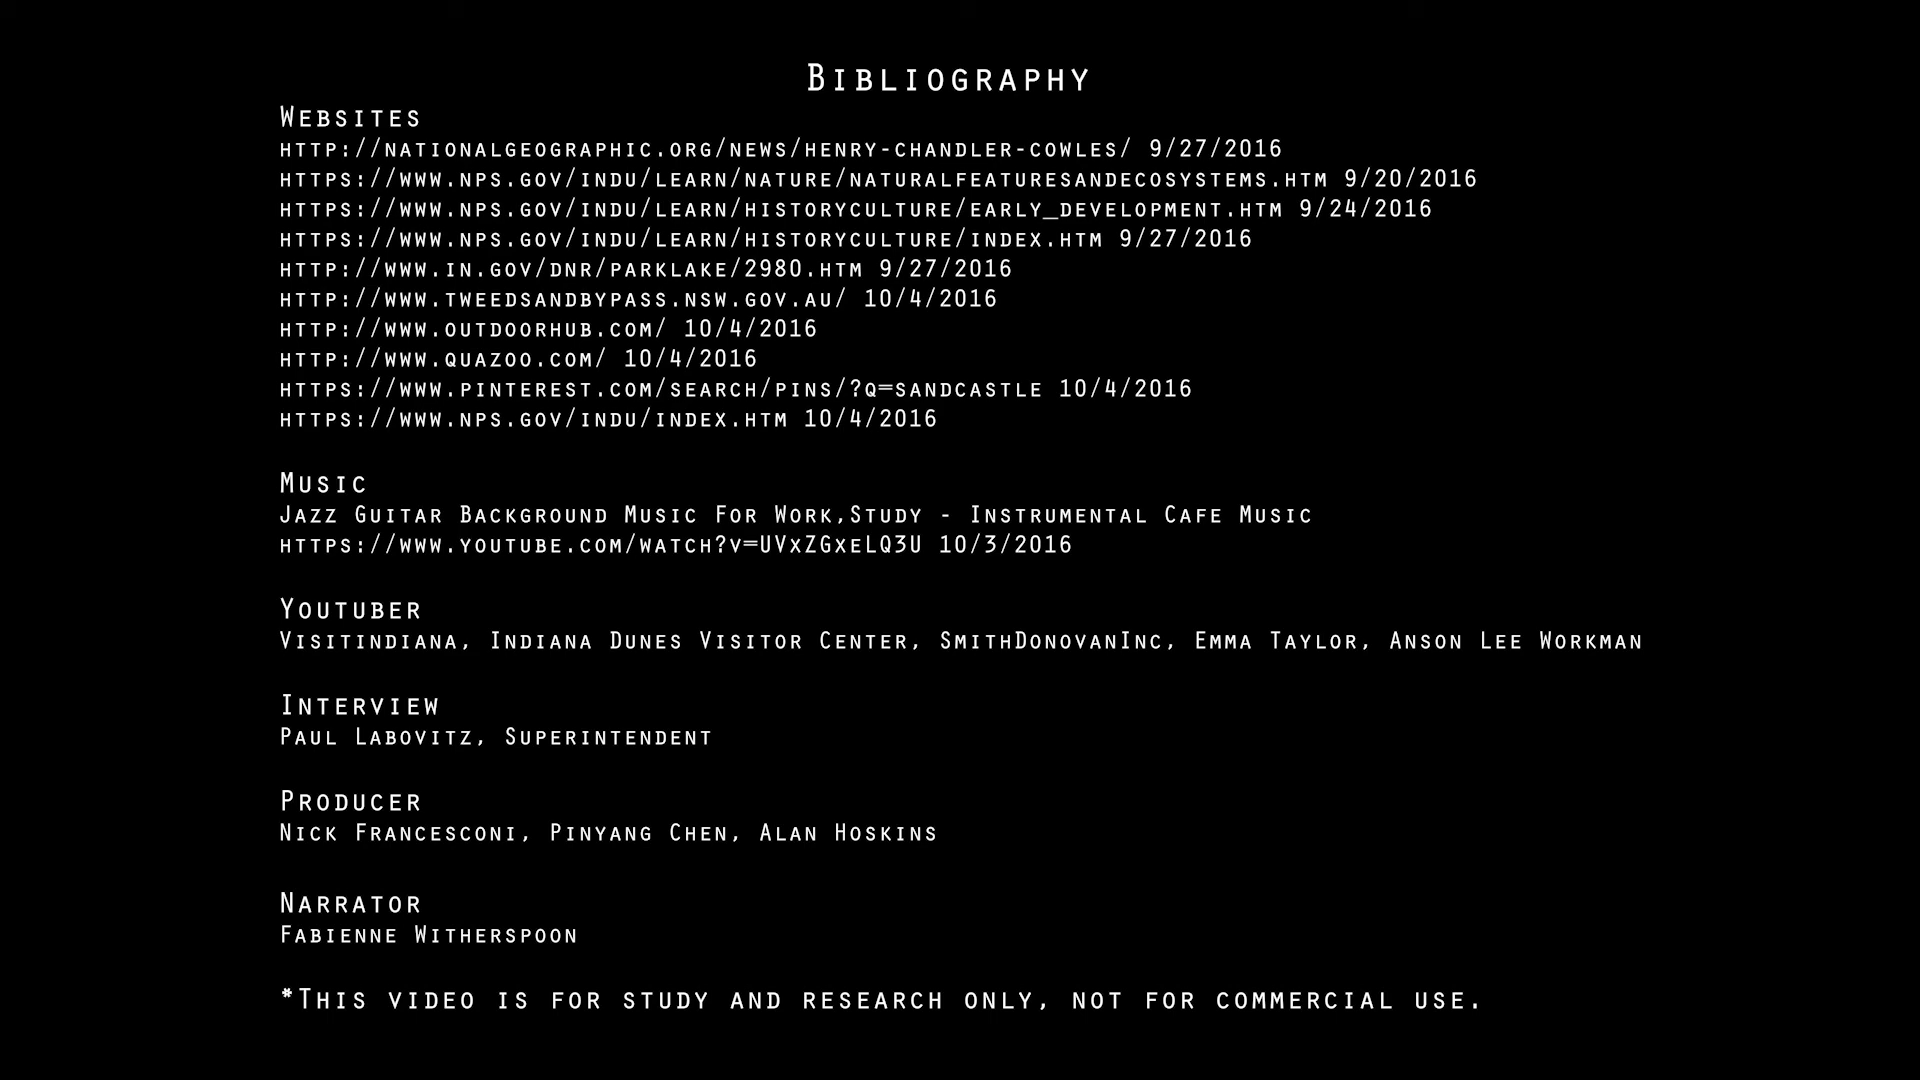 Bibliography
Websites
http://nationalgeographic.org/news/henry-chandler-cowles/ 9/27/2016
https://www.nps.gov/indu/learn/nature/naturalfeaturesandecosystems.htm 9/20/2016
https://www.nps.gov/indu/learn/historyculture/early_development.htm 9/24/2016
https://www.nps.gov/indu/learn/historyculture/index.htm 9/27/2016
http://www.in.gov/dnr/parklake/2980.htm 9/27/2016
http://www.tweedsandbypass.nsw.gov.au/ 10/4/2016
http://www.outdoorhub.com/ 10/4/2016
http://www.quazoo.com/ 10/4/2016
https://www.pinterest.com/search/pins/?q=sandcastle 10/4/2016
https://www.nps.gov/indu/index.htm 10/4/2016
Music
Jazz Guitar Background Music For Work,Study - Instrumental Cafe Music
https://www.youtube.com/watch?v=UVxZGxeLQ3U 10/3/2016
Youtuber
Visitindiana, Indiana Dunes Visitor Center, SmithDonovanInc, Emma Taylor, Anson Lee Workman
Interview
Paul Labovitz, Superintendent
Producer
Nick Francesconi, Pinyang Chen, Alan Hoskins
Narrator
Fabienne Witherspoon
*This video is for study and research only, not for commercial use.